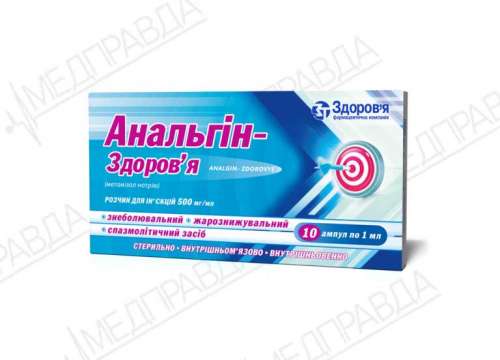 Здоров'я
фармацевтична компанія
Анальгін-
Здоров'я
ANALGIN- ZDOROVYE
(метамізол натрію)
РОЗЧИН ДЛЯ ІН'ЄКЦІЙ 500 мг/мл
знеболювальний • жарознижувальний •
• спазмолітичний засіб
10 ампул по 1 мл
СТЕРИЛЬНО • ВНУТРІШНЬОМ'ЯЗОВО • ВНУТРІШНЬОВЕННО
МЕДПРАВДА
МЕДПРАВДА
МЕДПРАВДА